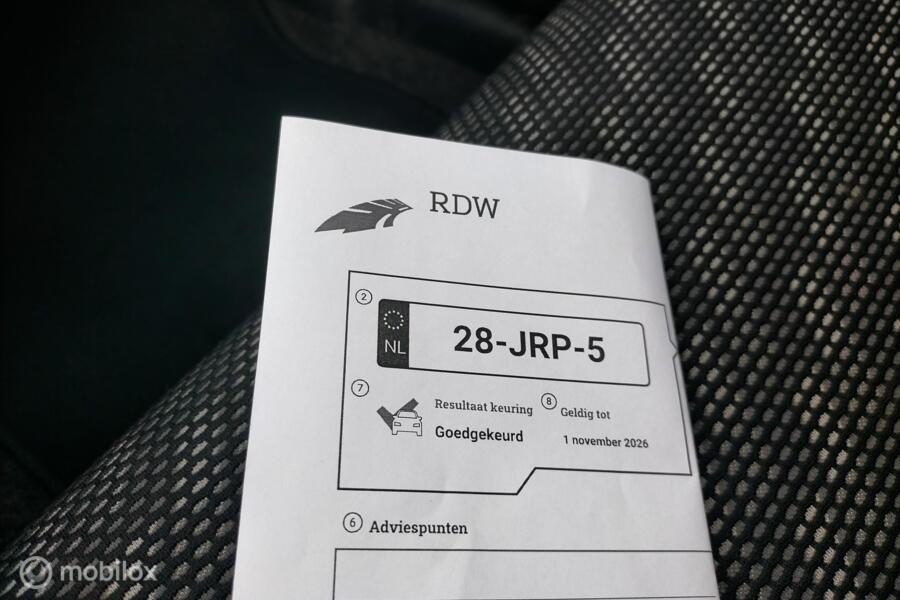 RDW
2
NL
28-JRP-5
7
Resultaat keuring
8
Geldig tot
Goedgekeurd
1 november 2026
6
Adviespunten
mobilox